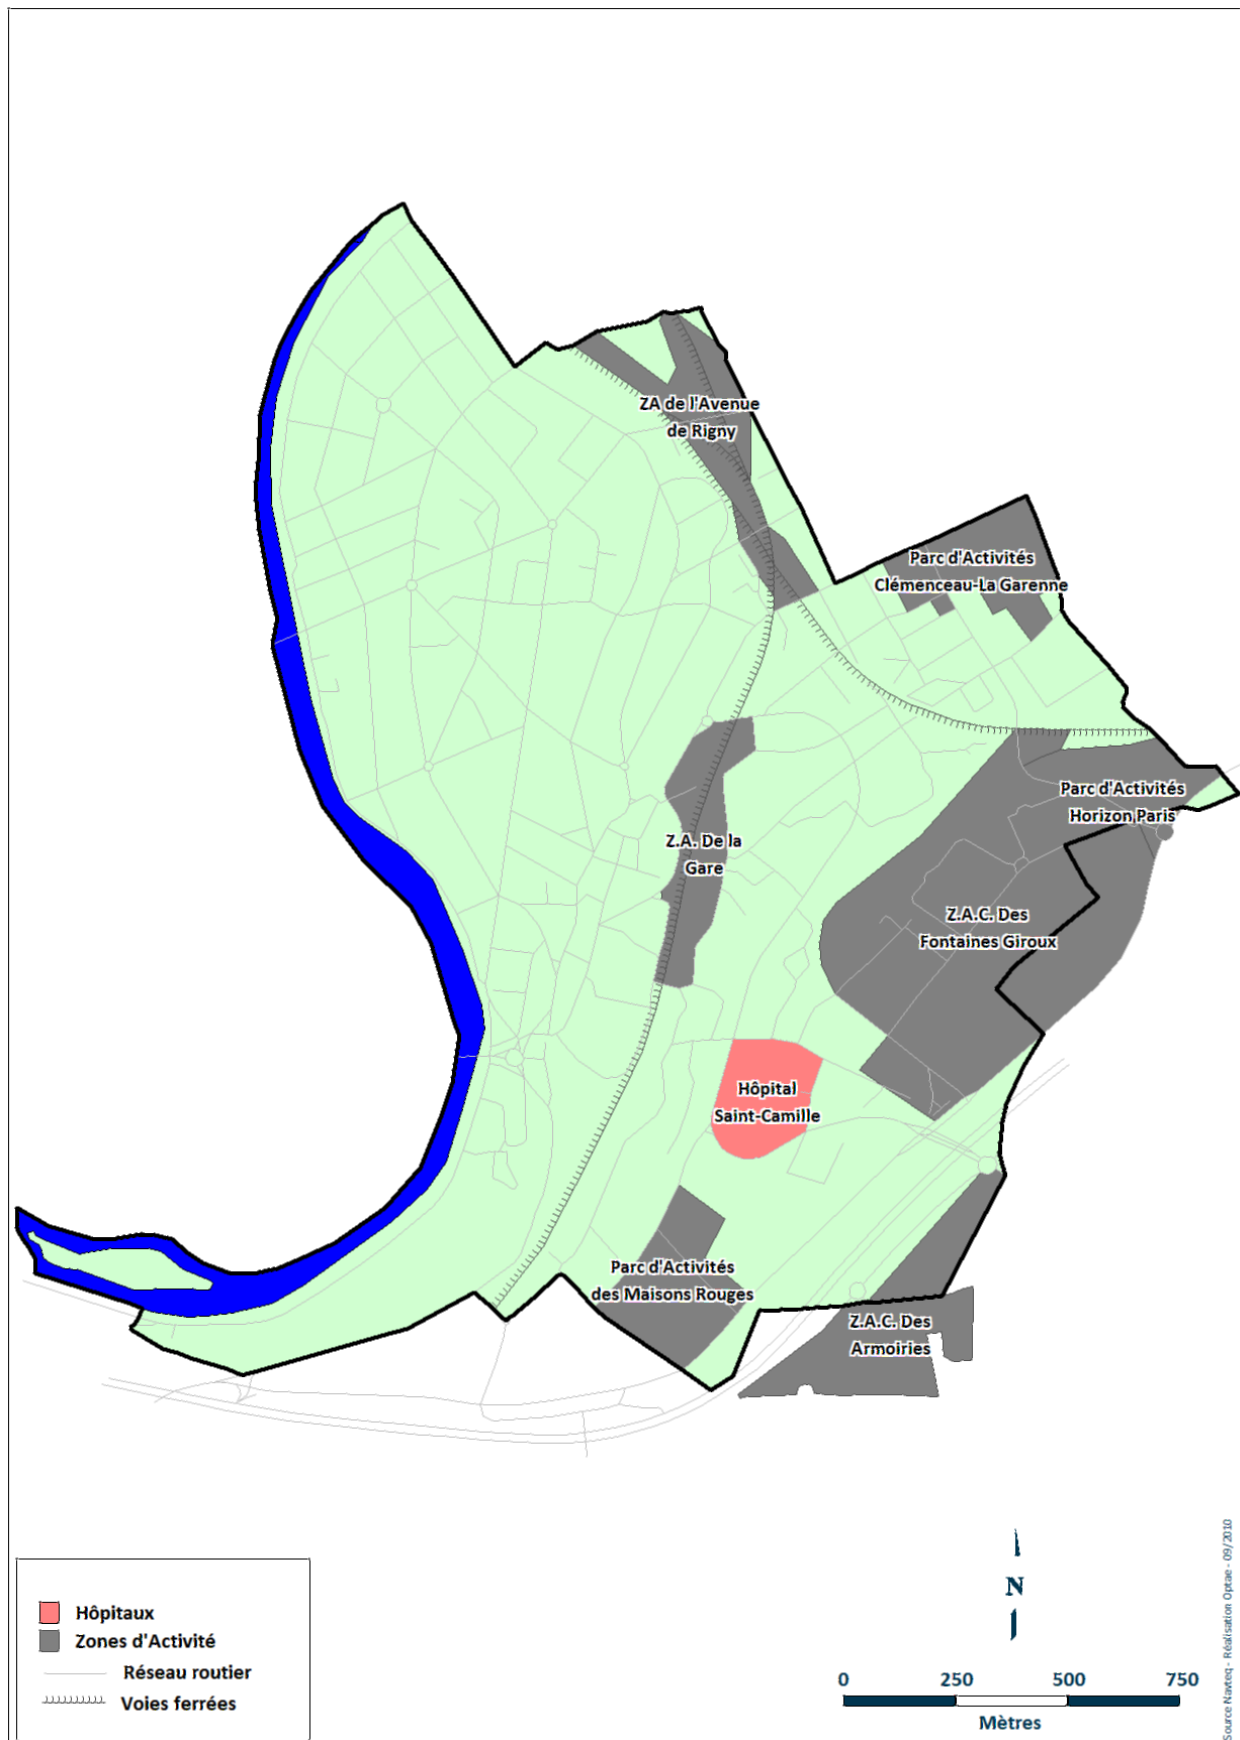 ZA de l'Avenue
de Rigny
Parc d'Activités
Clémenceau-La Garenne
Parc d'Activités
Horizon Paris
Z.A. De la
Gare
Z.A.C. Des
Fontaines Giroux
Hôpital
Saint-Camille
Parc d'Activités
des Maisons Rouges
Z.A.C. Des
Armoiries
Hôpitaux
Zones d'Activité
Réseau routier
Voies ferrées
N
0 250 500 750
Mètres
Source Navteq - Réalisation Optae - 09/2010